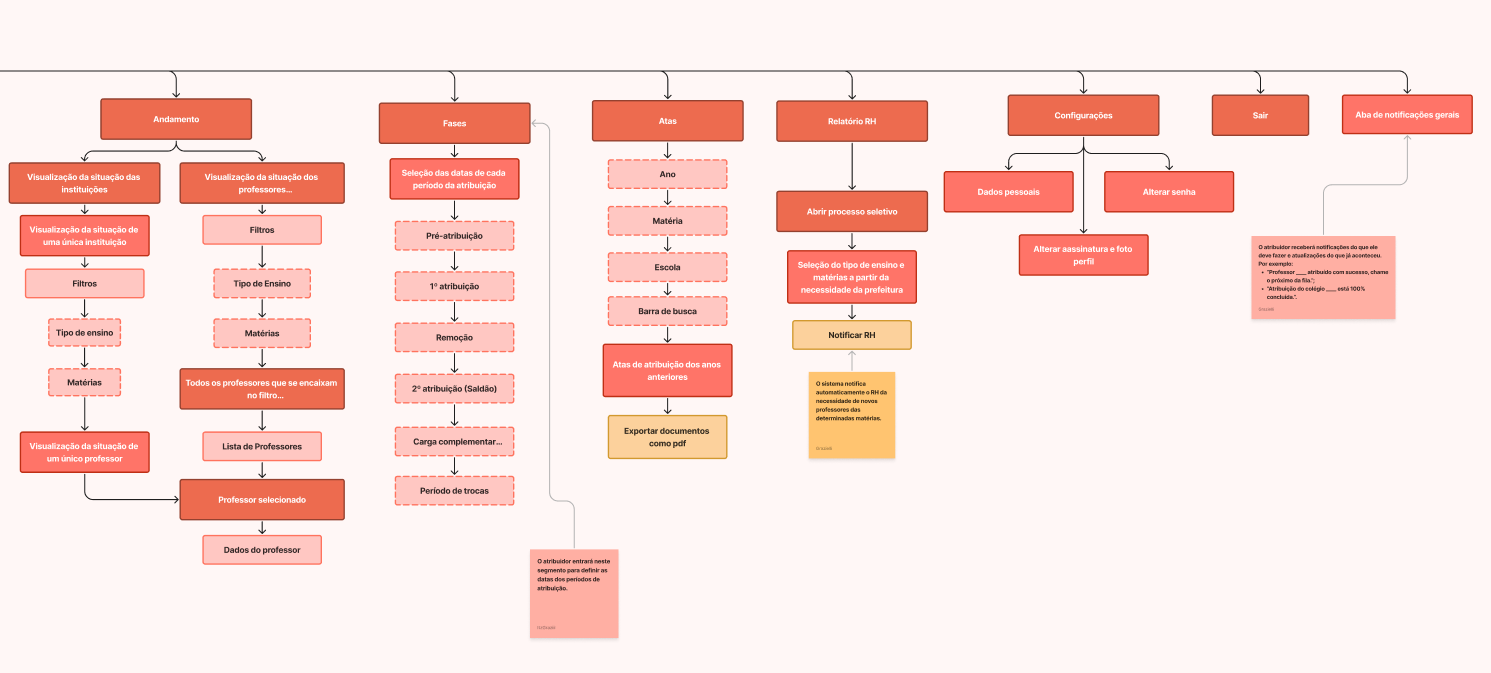 Andamento
Visualização da situação das
instituições
Visualização da situação de
uma única instituição
Filtros
Tipo de ensino
Matérias
Visualização da situação de
um único professor
Visualização da situação dos
professores...
Filtros
Tipo de Ensino
Matérias
Todos os professores que se encaixam
no filtro...
Lista de Professores
Professor selecionado
Dados do professor
Fases
Seleção das datas de cada
período da atribuição
Pré-atribuição
1º atribuição
Remoção
2º atribuição (Saldão)
Carga complementar...
Período de trocas
O atribuidor entrará neste
segmento para definir as
datas dos períodos de
atribuição.
Atas
Ano
Matéria
Escola
Barra de busca
Atas de atribuição dos anos
anteriores
Exportar documentos
como pdf
Relatório RH
Abrir processo seletivo
Seleção do tipo de ensino e
matérias a partir da
necessidade da prefeitura
Notificar RH
O sistema notifica
automaticamente o RH da
necessidade de novos
professores das
determinadas matérias.
Configurações
Dados pessoais
Alterar senha
Alterar aassinatura e foto
perfil
Sair
Aba de notificações gerais
O atribuidor receberá notificações do que ele
deve fazer e atualizações do que já aconteceu.
Por exemplo:
• "Professor ____ atribuído com sucesso, chame
o próximo da fila.";
• "Atribuição do colégio ____ está 100%
concluída.".